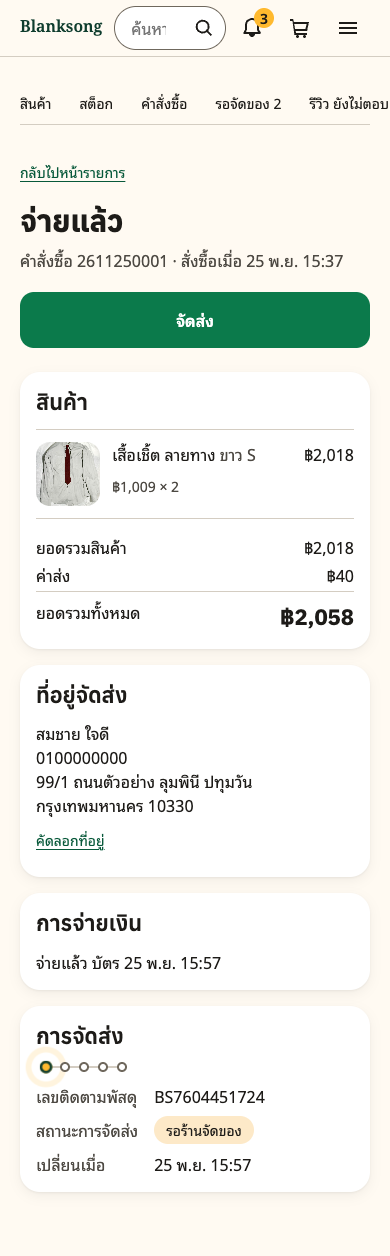 Blanksong
ค้นหา
3
สินค้า สต็อก คำสั่งซื้อ รอจัดของ 2 รีวิว ยังไม่ตอบ
กลับไปหน้ารายการ
จ่ายแล้ว
คำสั่งซื้อ 2611250001 · สั่งซื้อเมื่อ 25 พ.ย. 15:37
จัดส่ง
สินค้า
เสื้อเชิ้ต ลายทาง ขาว S ฿2,018
฿1,009 × 2
ยอดรวมสินค้า ฿2,018
ค่าส่ง ฿40
ยอดรวมทั้งหมด ฿2,058
ที่อยู่จัดส่ง
สมชาย ใจดี
0100000000
99/1 ถนนตัวอย่าง ลุมพินี ปทุมวัน
กรุงเทพมหานคร 10330
คัดลอกที่อยู่
การจ่ายเงิน
จ่ายแล้ว บัตร 25 พ.ย. 15:57
การจัดส่ง
เลขติดตามพัสดุ BS7604451724
สถานะการจัดส่ง รอร้านจัดของ
เปลี่ยนเมื่อ 25 พ.ย. 15:57